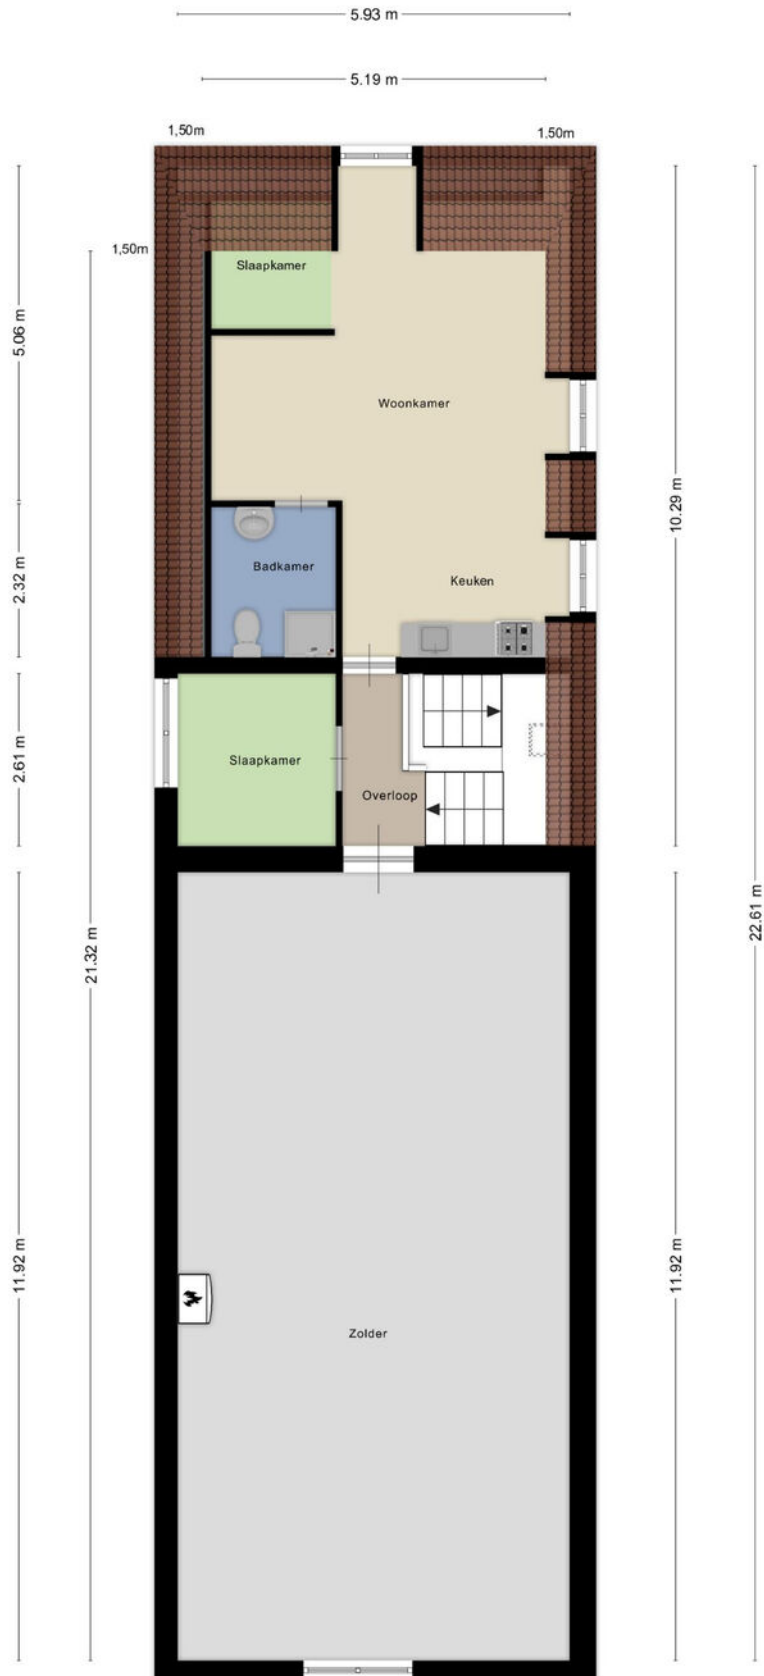 5.93 m
5.19 m
1,50m
1,50m
1,50m
Slaapkamer
5.06 m
Woonkamer
10.29 m
2.32 m
Badkamer
Keuken
2.61 m
Slaapkamer
Overloop
22.61 m
21.32 m
11.92 m
11.92 m
Zolder